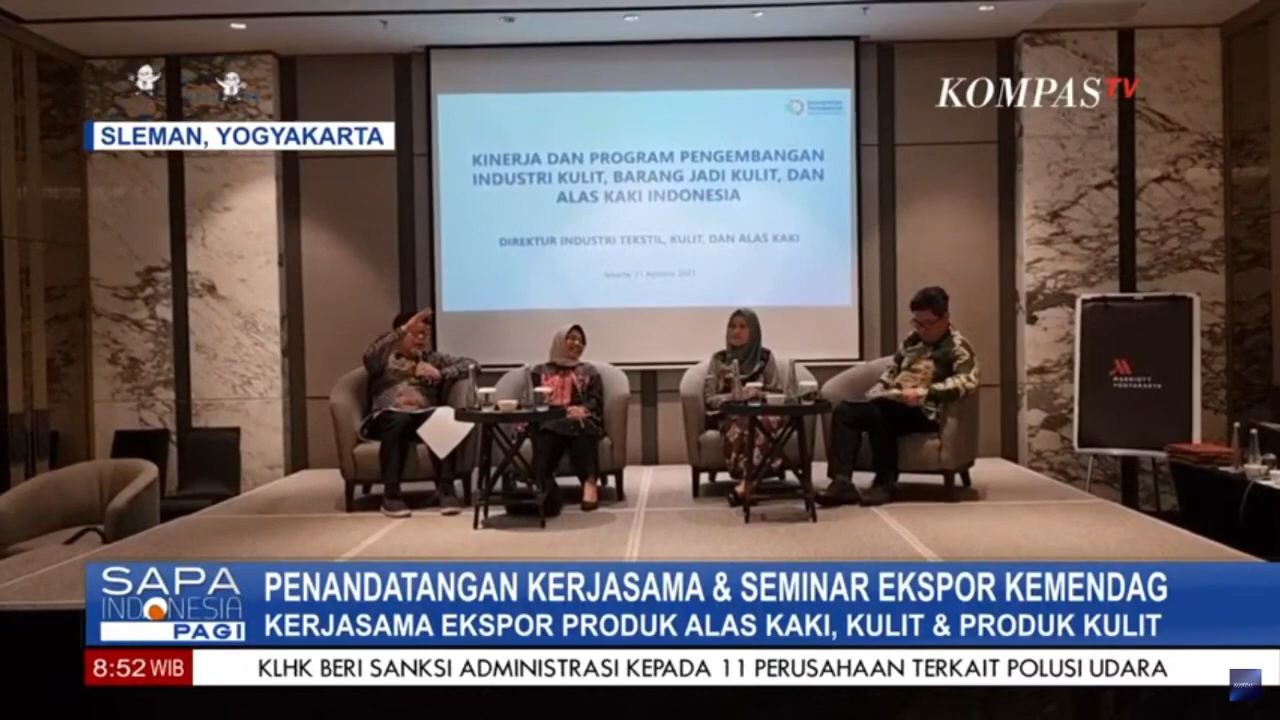 KOMPASTV
SLEMAN, YOGYAKARTA
KINERJA DAN PROGRAM PENGEMBANGAN
INDUSTRI KULIT, BARANG JADI KULIT, DAN
ALAS KAKI INDONESIA
DIREKTUR INDUSTRI TEKSTIL, KULIT, DAN ALAS KAKI
MARRIOTT
YOGYAKARTA
SAPA
INDONESIA
PAGI
PENANDATANGAN KERJASAMA & SEMINAR EKSPOR KEMENDAG
KERJASAMA EKSPOR PRODUK ALAS KAKI, KULIT & PRODUK KULIT
8:52 WIB
KLHK BERI SANKSI ADMINISTRASI KEPADA 11 PERUSAHAAN TERKAIT POLUSI UDARA